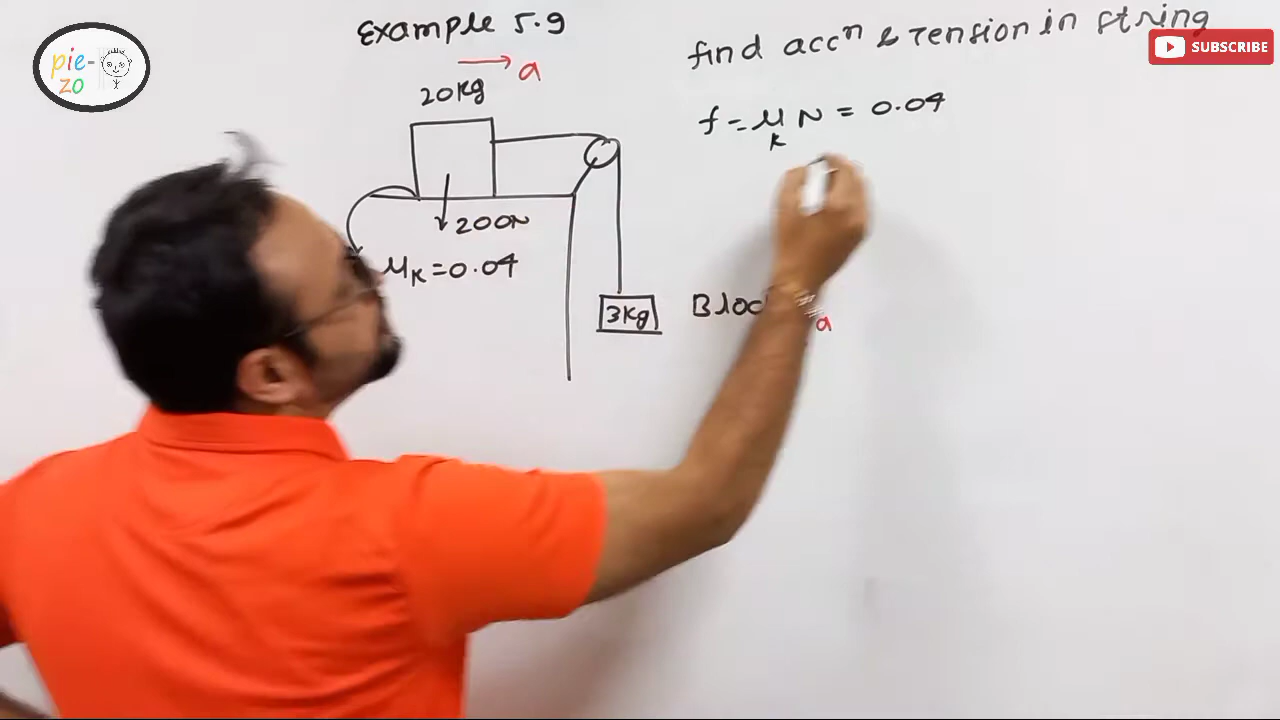 Example 5.9
find accⁿ & Tension in string
SUBSCRIBE
pie-
zo
a
20kg
f = μₖ N = 0.04
200N
μₖ = 0.04
3kg
a